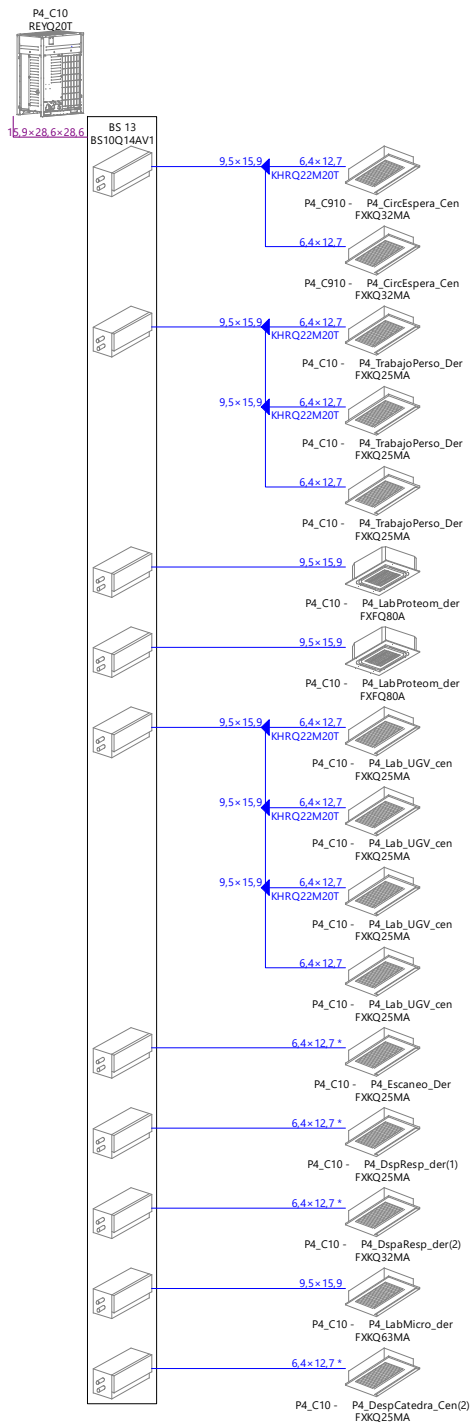 P4_C10
REYQ20T
15,9×28,6×28,6
BS 13
BS10Q14AV1
9,5×15,9
6,4×12,7
KHRQ22M20T
P4_C910 - P4_CircEspera_Cen
FXKQ32MA
6,4×12,7
P4_C910 - P4_CircEspera_Cen
FXKQ32MA
9,5×15,9
6,4×12,7
KHRQ22M20T
P4_C10 - P4_TrabajoPerso_Der
FXKQ25MA
9,5×15,9
6,4×12,7
KHRQ22M20T
P4_C10 - P4_TrabajoPerso_Der
FXKQ25MA
6,4×12,7
P4_C10 - P4_TrabajoPerso_Der
FXKQ25MA
9,5×15,9
P4_C10 - P4_LabProteom_der
FXFQ80A
9,5×15,9
P4_C10 - P4_LabProteom_der
FXFQ80A
9,5×15,9
6,4×12,7
KHRQ22M20T
P4_C10 - P4_Lab_UGV_cen
FXKQ25MA
9,5×15,9
6,4×12,7
KHRQ22M20T
P4_C10 - P4_Lab_UGV_cen
FXKQ25MA
9,5×15,9
6,4×12,7
KHRQ22M20T
P4_C10 - P4_Lab_UGV_cen
FXKQ25MA
6,4×12,7
P4_C10 - P4_Lab_UGV_cen
FXKQ25MA
6,4×12,7 *
P4_C10 - P4_Escaneo_Der
FXKQ25MA
6,4×12,7 *
P4_C10 - P4_DspResp_der(1)
FXKQ25MA
6,4×12,7 *
P4_C10 - P4_DspaResp_der(2)
FXKQ32MA
9,5×15,9
P4_C10 - P4_LabMicro_der
FXKQ63MA
6,4×12,7 *
P4_C10 - P4_DespCatedra_Cen(2)
FXKQ25MA